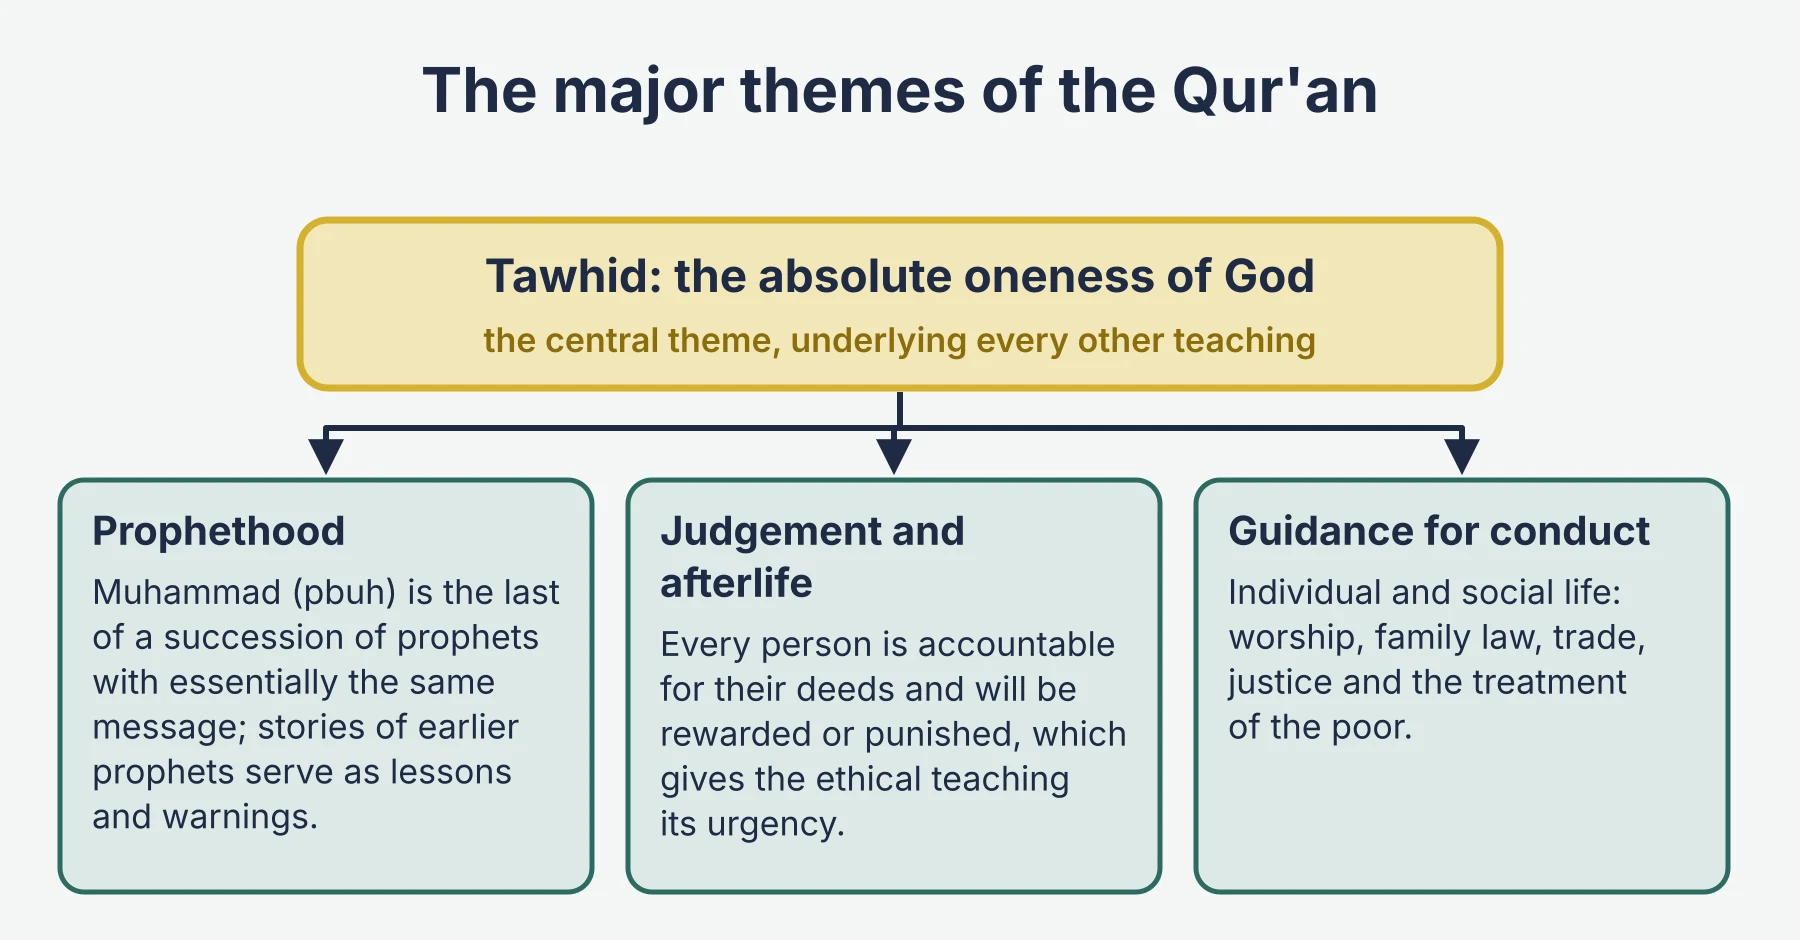 The major themes of the Qur'an
Tawhid: the absolute oneness of God
the central theme, underlying every other teaching
Prophethood
Muhammad (pbuh) is the last
of a succession of prophets
with essentially the same
message; stories of earlier
prophets serve as lessons
and warnings.
Judgement and
afterlife
Every person is accountable
for their deeds and will be
rewarded or punished, which
gives the ethical teaching
its urgency.
Guidance for conduct
Individual and social life:
worship, family law, trade,
justice and the treatment
of the poor.